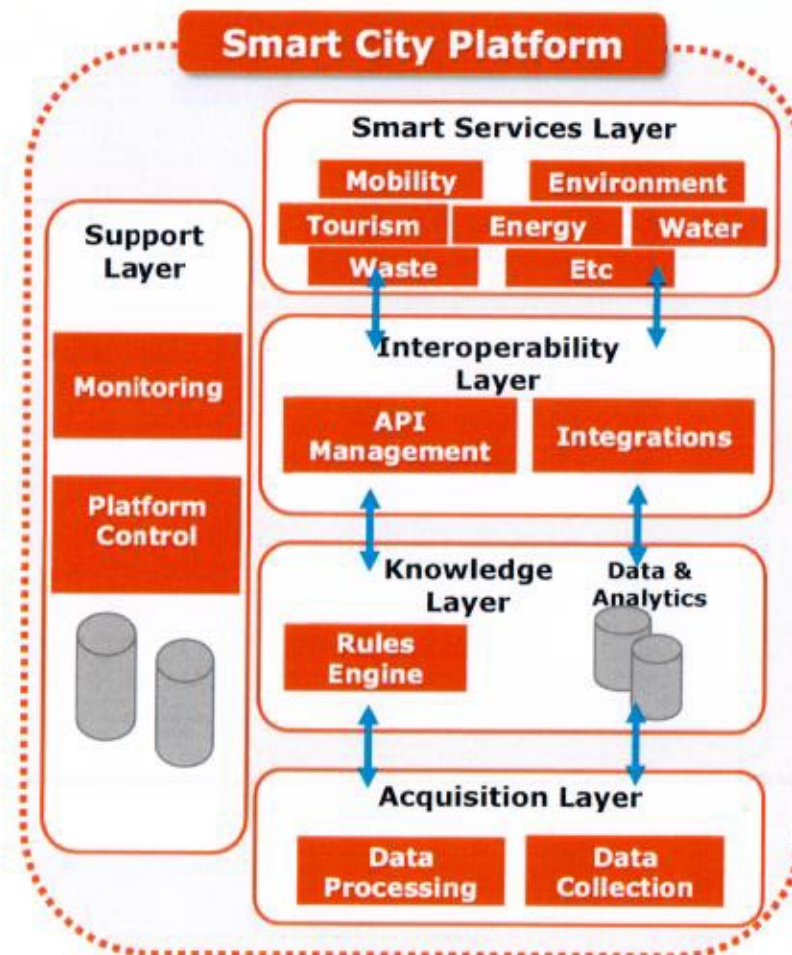 Smart City Platform
Smart Services Layer
Mobility
Environment
Tourism
Energy
Water
Waste
Etc
Support
Layer
Monitoring
Platform
Control
Interoperability
Layer
API
Management
Integrations
Knowledge
Layer
Data &
Analytics
Rules
Engine
Acquisition Layer
Data
Processing
Data
Collection